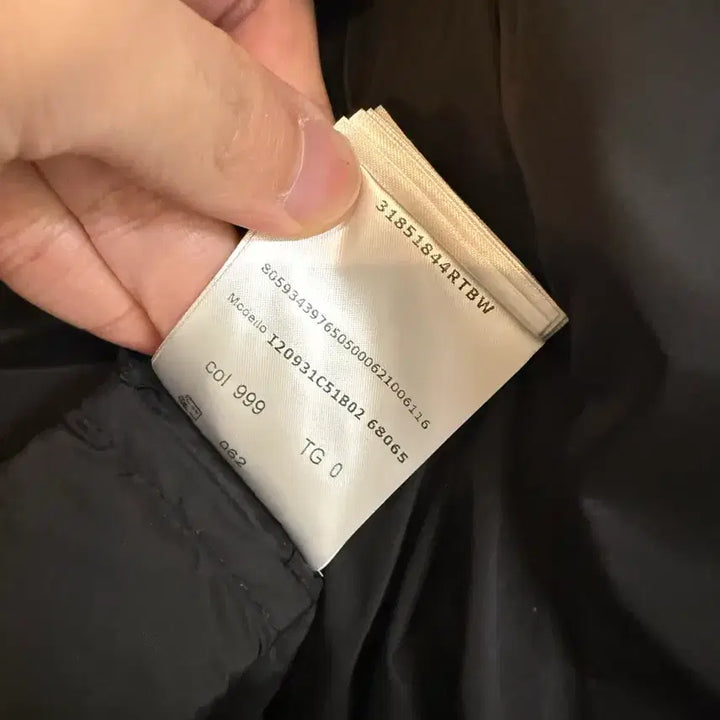 31851844RTBW
8059343976505000621006116
Modello I20931C51B02 68065
col 999 TG 0
062